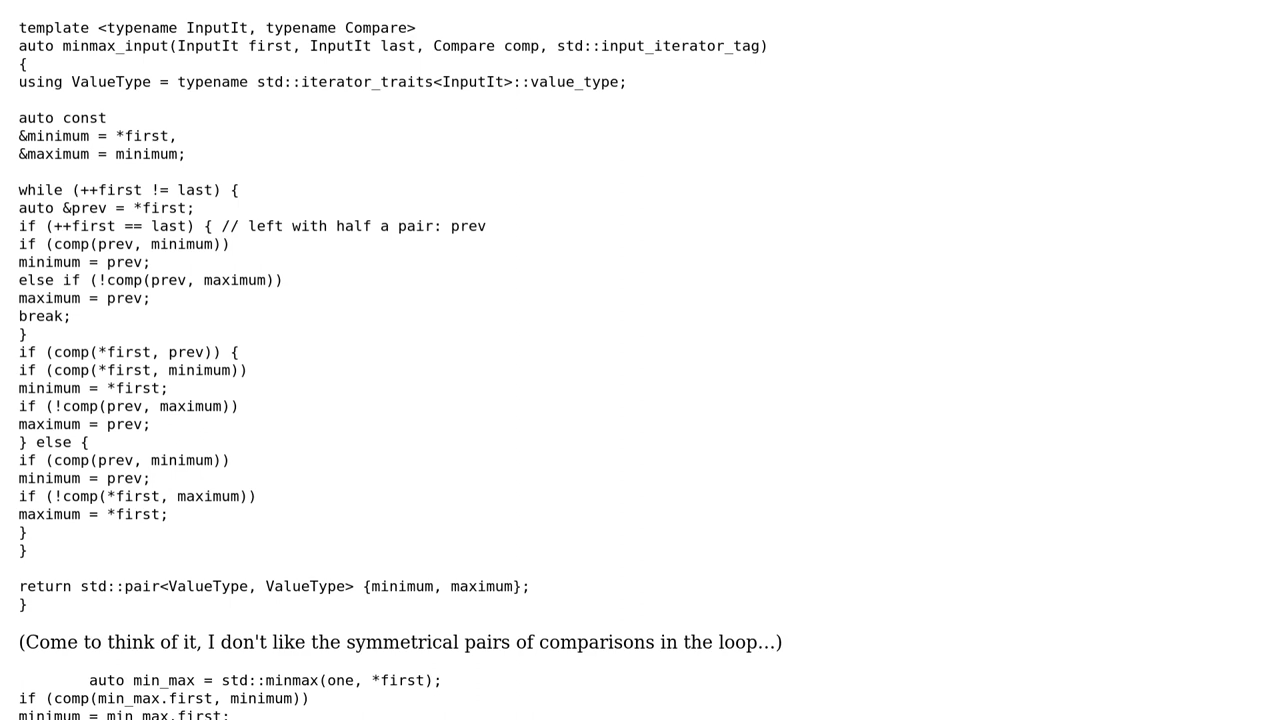 template <typename InputIt, typename Compare>
auto minmax_input(InputIt first, InputIt last, Compare comp, std::input_iterator_tag)
{
using ValueType = typename std::iterator_traits<InputIt>::value_type;

auto const
&minimum = *first,
&maximum = minimum;

while (++first != last) {
auto &prev = *first;
if (++first == last) { // left with half a pair: prev
if (comp(prev, minimum))
minimum = prev;
else if (!comp(prev, maximum))
maximum = prev;
break;
}
if (comp(*first, prev)) {
if (comp(*first, minimum))
minimum = *first;
if (!comp(prev, maximum))
maximum = prev;
} else {
if (comp(prev, minimum))
minimum = prev;
if (!comp(*first, maximum))
maximum = *first;
}
}

return std::pair<ValueType, ValueType> {minimum, maximum};
}

(Come to think of it, I don't like the symmetrical pairs of comparisons in the loop…)

auto min_max = std::minmax(one, *first);
if (comp(min_max.first, minimum))
minimum = min_max.first;